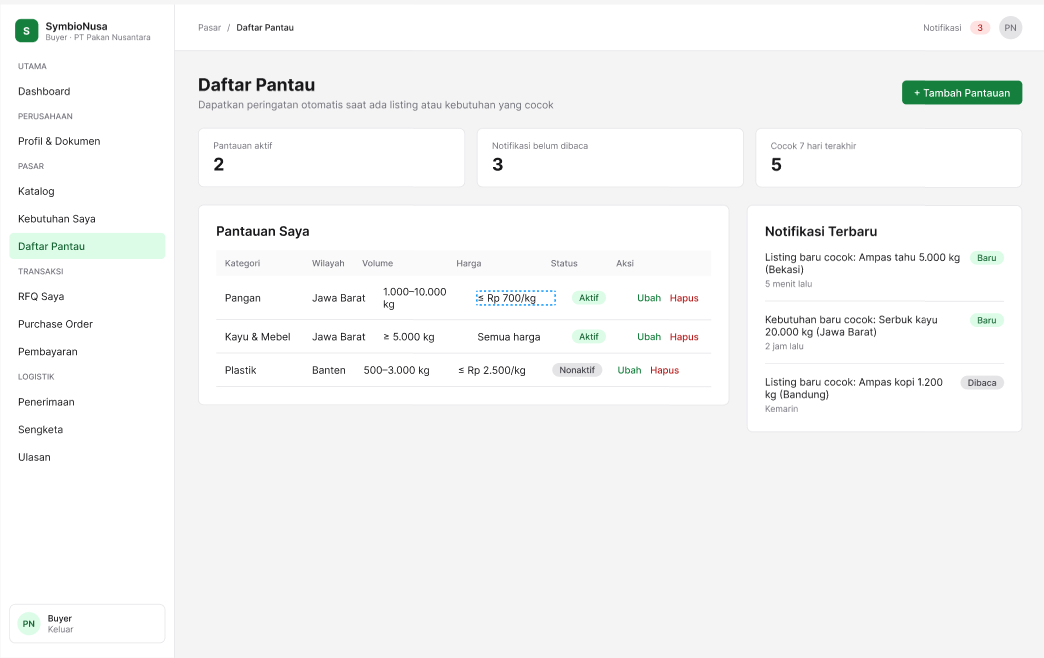 S
SymbioNusa
Buyer · PT Pakan Nusantara
UTAMA
Dashboard
PERUSAHAAN
Profil & Dokumen
PASAR
Katalog
Kebutuhan Saya
Daftar Pantau
TRANSAKSI
RFQ Saya
Purchase Order
Pembayaran
LOGISTIK
Penerimaan
Sengketa
Ulasan
PN
Buyer
Keluar
Pasar / Daftar Pantau
Notifikasi 3 PN
Daftar Pantau
Dapatkan peringatan otomatis saat ada listing atau kebutuhan yang cocok
+ Tambah Pantauan
Pantauan aktif
2
Notifikasi belum dibaca
3
Cocok 7 hari terakhir
5
Pantauan Saya
Kategori Wilayah Volume Harga Status Aksi
Pangan Jawa Barat 1.000–10.000 kg ≤ Rp 700/kg Aktif Ubah Hapus
Kayu & Mebel Jawa Barat ≥ 5.000 kg Semua harga Aktif Ubah Hapus
Plastik Banten 500–3.000 kg ≤ Rp 2.500/kg Nonaktif Ubah Hapus
Notifikasi Terbaru
Listing baru cocok: Ampas tahu 5.000 kg Baru
(Bekasi)
5 menit lalu
Kebutuhan baru cocok: Serbuk kayu Baru
20.000 kg (Jawa Barat)
2 jam lalu
Listing baru cocok: Ampas kopi 1.200 Dibaca
kg (Bandung)
Kemarin